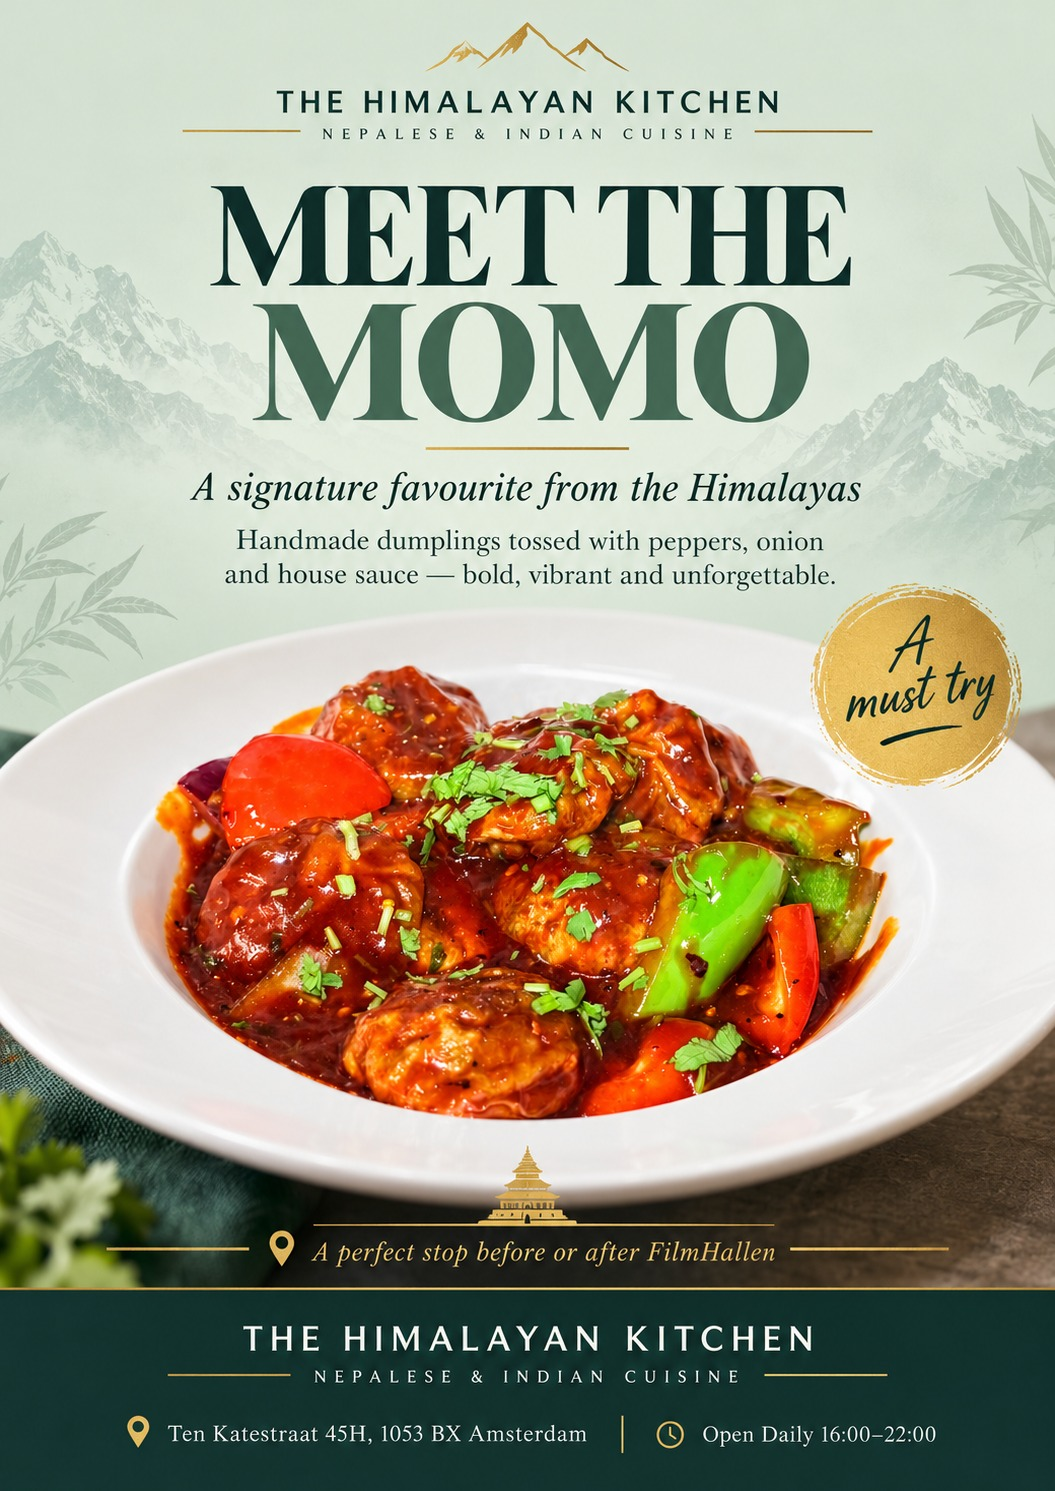 THE HIMALAYAN KITCHEN
NEPALESE & INDIAN CUISINE
MEET THE
MOMO
A signature favourite from the Himalayas
Handmade dumplings tossed with peppers, onion
and house sauce — bold, vibrant and unforgettable.
A
must try
A perfect stop before or after FilmHallen
THE HIMALAYAN KITCHEN
NEPALESE & INDIAN CUISINE
Ten Katestraat 45H, 1053 BX Amsterdam
Open Daily 16:00–22:00